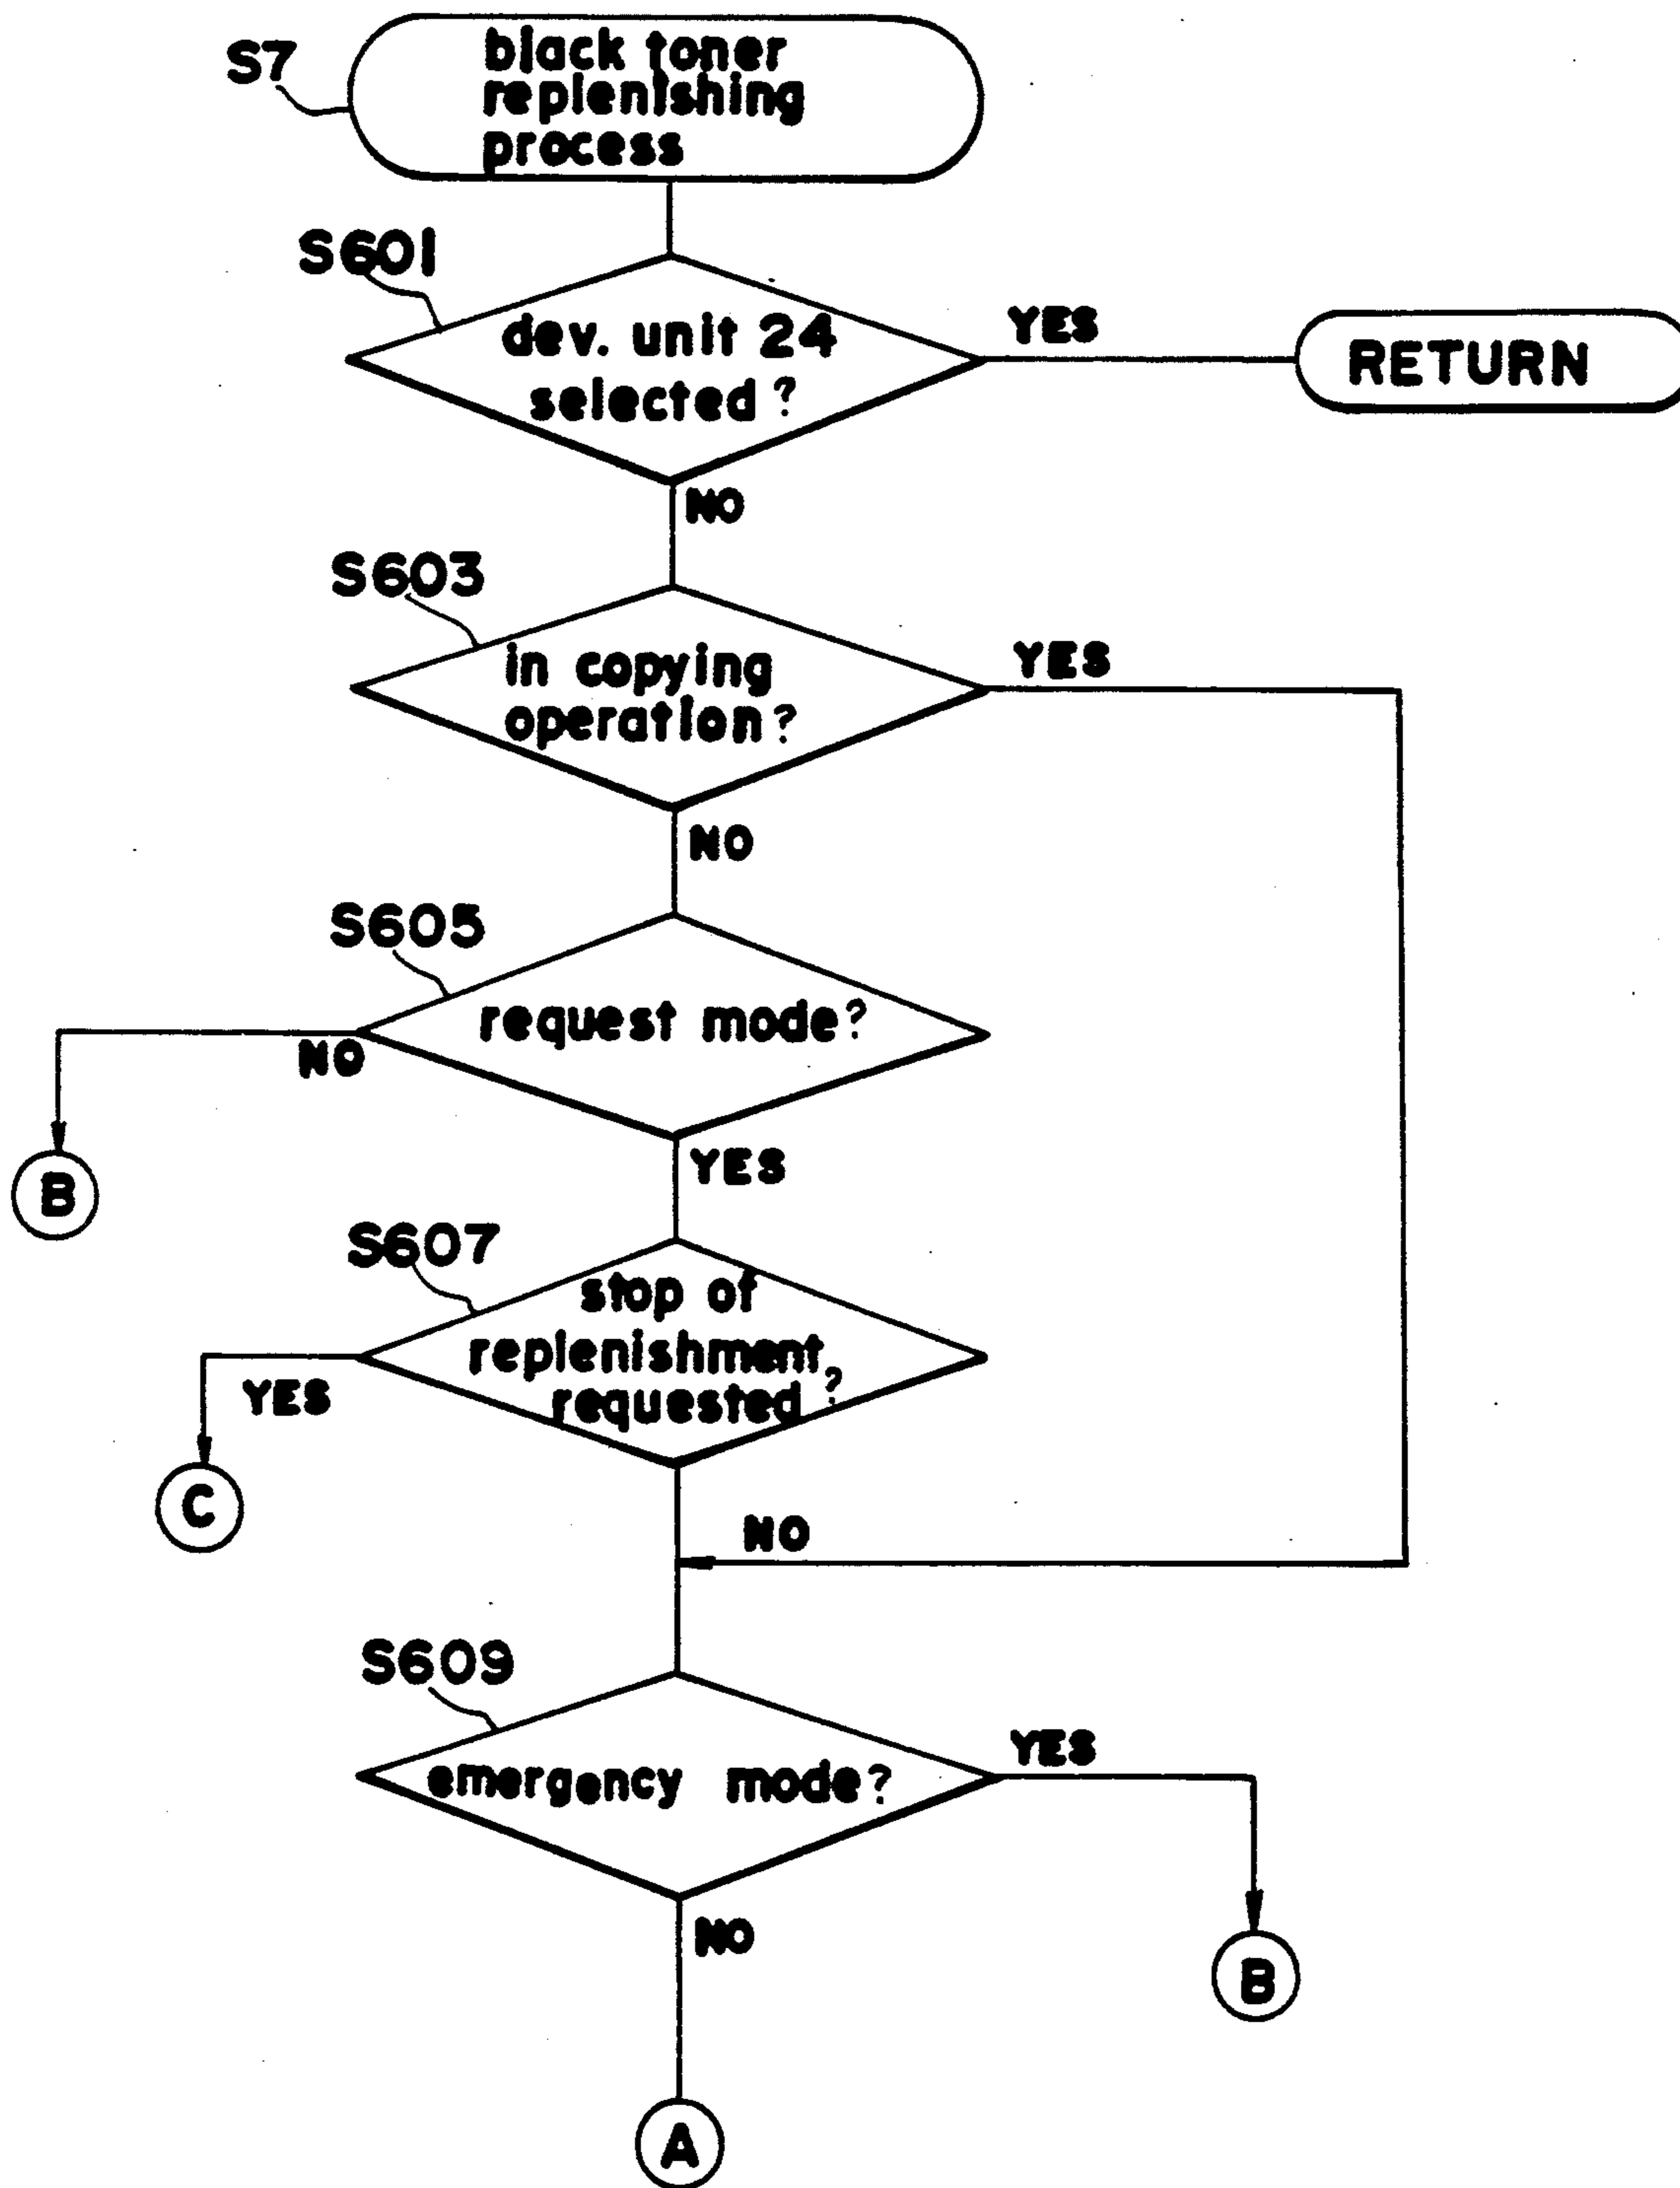 S7
black toner
replenishing
process
S601
dev. unit 24
selected?
YES
RETURN
NO
S603
in copying
operation?
YES
NO
S605
request mode?
NO
B
YES
S607
stop of
replenishment
requested?
YES
C
NO
S609
emergency mode?
YES
B
NO
A